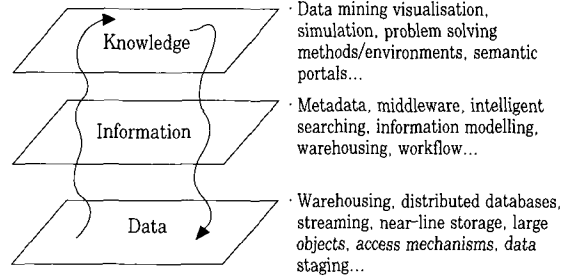 Knowledge
· Data mining visualisation,
simulation, problem solving
methods/environments, semantic
portals...
Information
· Metadata, middleware, intelligent
searching, information modelling,
warehousing, workflow...
Data
· Warehousing, distributed databases,
streaming, near-line storage, large
objects, access mechanisms, data
staging...